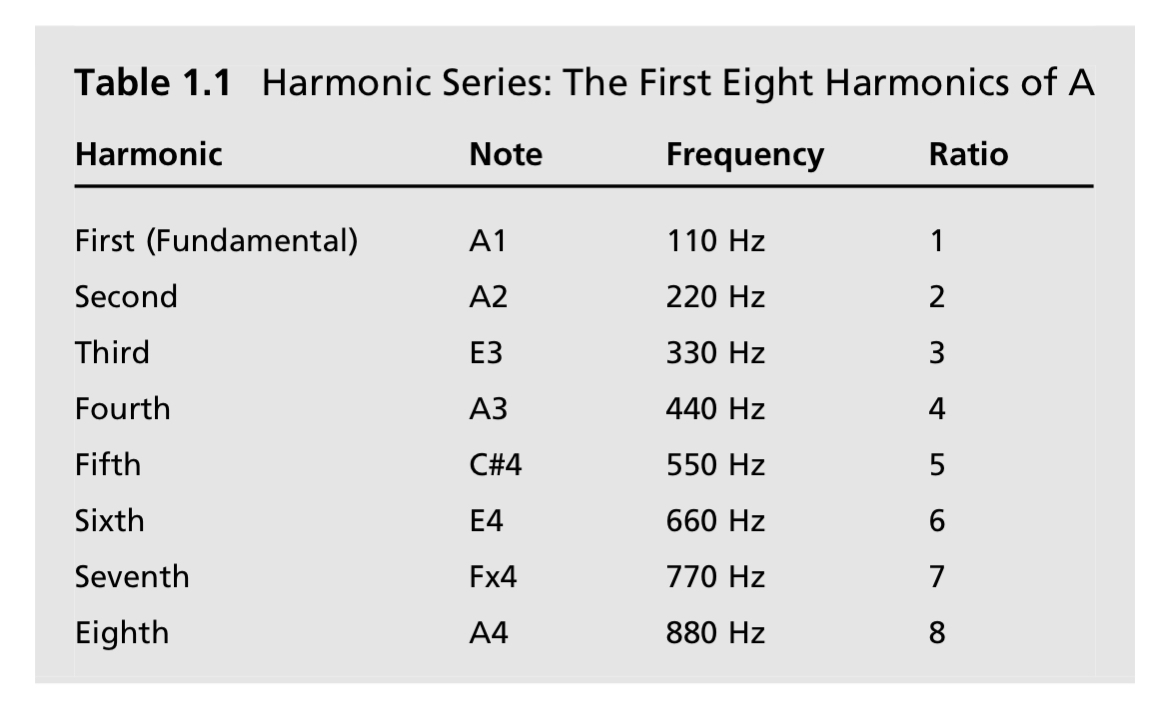 Table 1.1 Harmonic Series: The First Eight Harmonics of A
Harmonic Note Frequency Ratio
First (Fundamental) A1 110 Hz 1
Second A2 220 Hz 2
Third E3 330 Hz 3
Fourth A3 440 Hz 4
Fifth C#4 550 Hz 5
Sixth E4 660 Hz 6
Seventh Fx4 770 Hz 7
Eighth A4 880 Hz 8